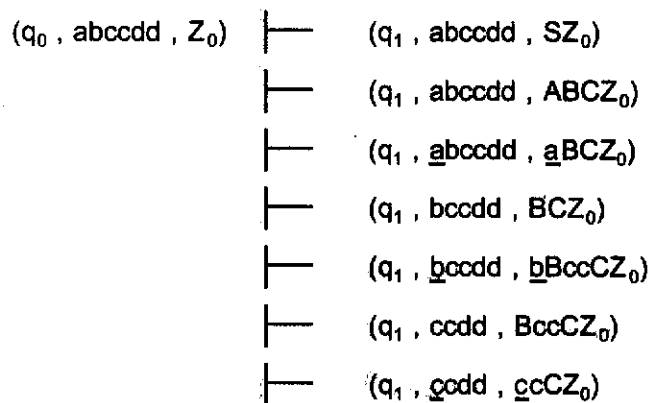 (q₀ , abccdd , Z₀) ⊢ (q₁ , abccdd , SZ₀)
⊢ (q₁ , abccdd , ABCZ₀)
⊢ (q₁ , abccdd , aBCZ₀)
⊢ (q₁ , bccdd , BCZ₀)
⊢ (q₁ , bccdd , bBccCZ₀)
⊢ (q₁ , ccdd , BccCZ₀)
⊢ (q₁ , ccdd , ccCZ₀)